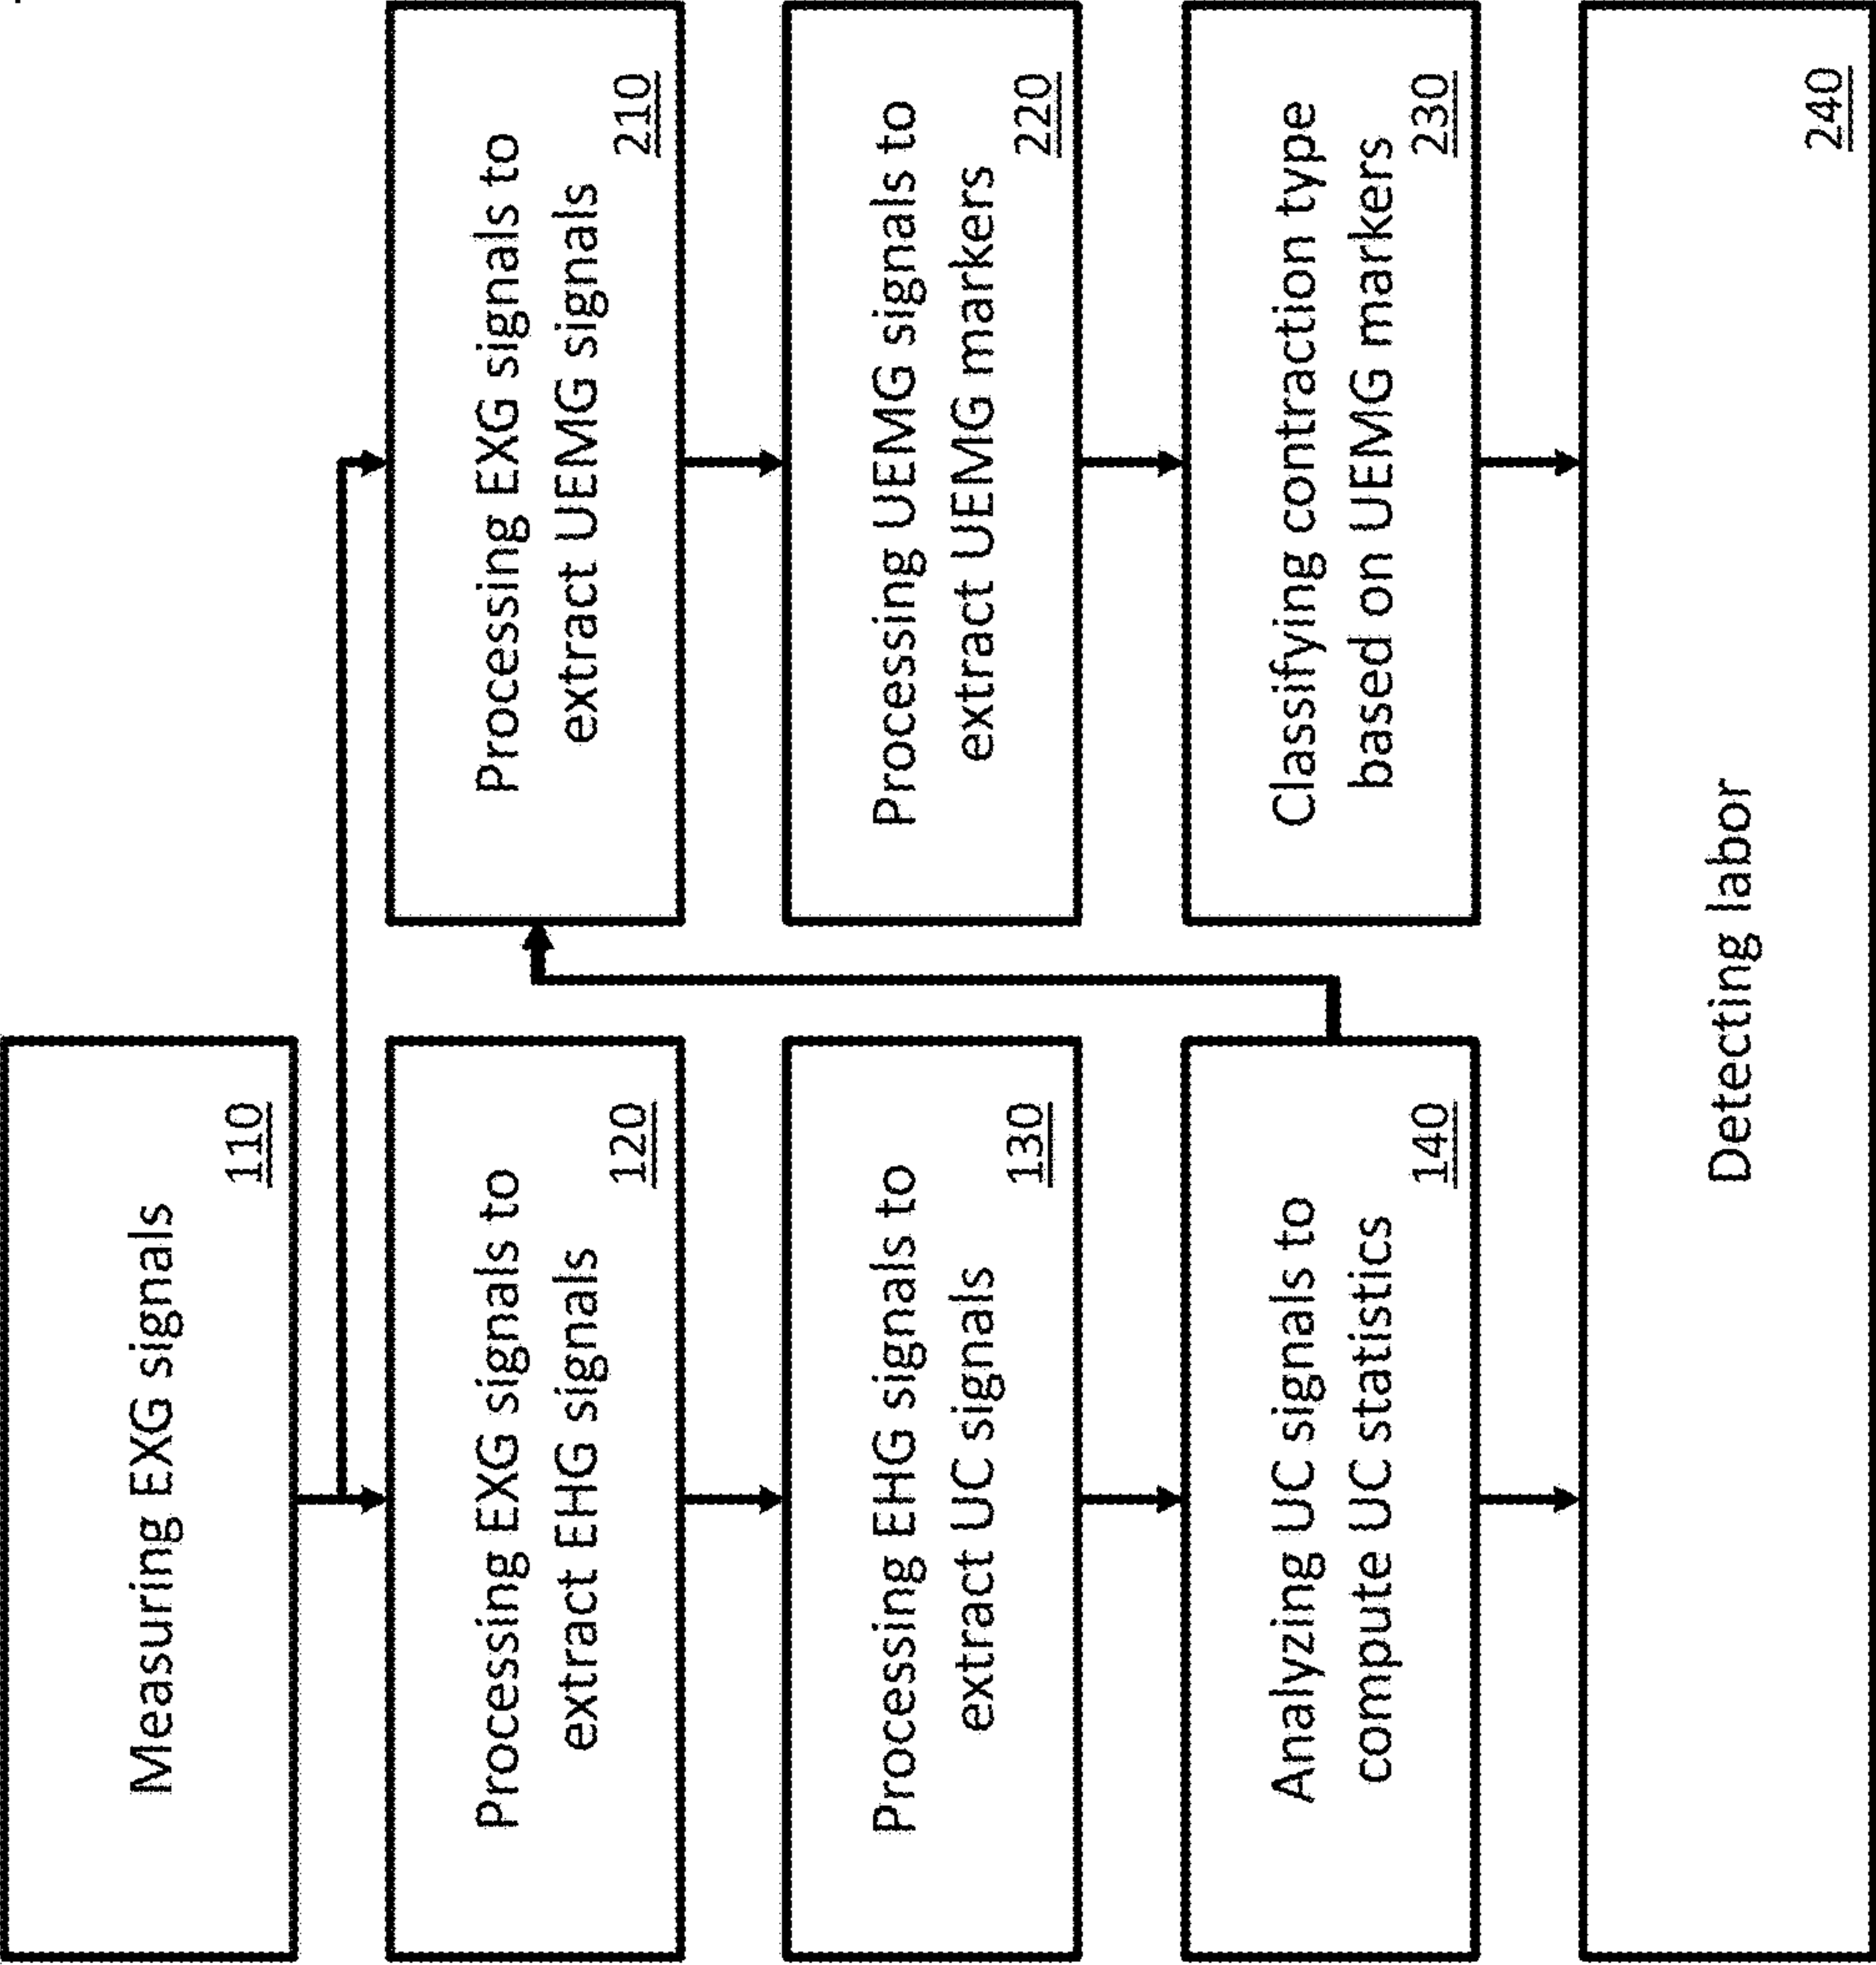 Measuring EXG signals
110
Processing EXG signals to
extract EHG signals
120
Processing EHG signals to
extract UC signals
130
Analyzing UC signals to
compute UC statistics
140
Processing EXG signals to
extract UEMG signals
210
Processing UEMG signals to
extract UEMG markers
220
Classifying contraction type
based on UEMG markers
230
Detecting labor
240